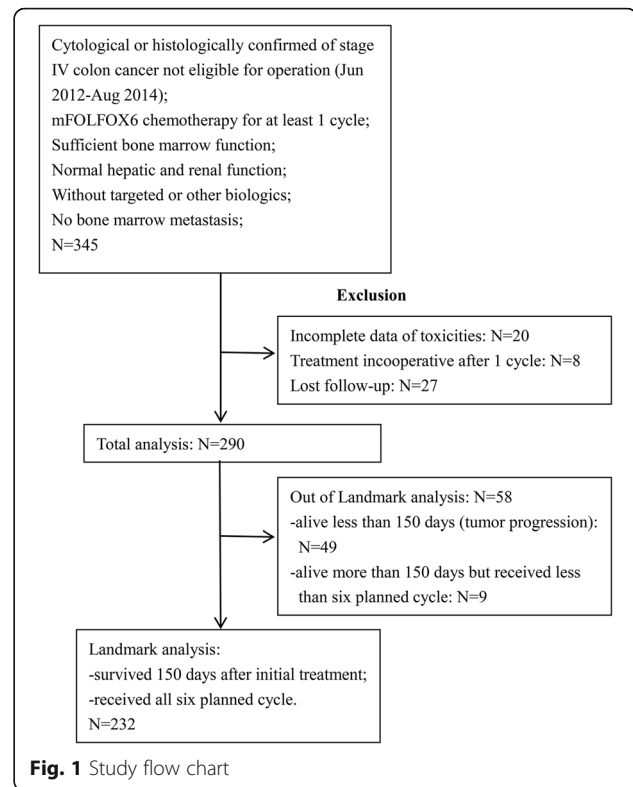 Cytological or histologically confirmed of stage
IV colon cancer not eligible for operation (Jun
2012-Aug 2014);
mFOLFOX6 chemotherapy for at least 1 cycle;
Sufficient bone marrow function;
Normal hepatic and renal function;
Without targeted or other biologics;
No bone marrow metastasis;
N=345
Exclusion
Incomplete data of toxicities: N=20
Treatment incooperative after 1 cycle: N=8
Lost follow-up: N=27
Total analysis: N=290
Out of Landmark analysis: N=58
-alive less than 150 days (tumor progression):
N=49
-alive more than 150 days but received less
than six planned cycle: N=9
Landmark analysis:
-survived 150 days after initial treatment;
-received all six planned cycle.
N=232
Fig. 1 Study flow chart